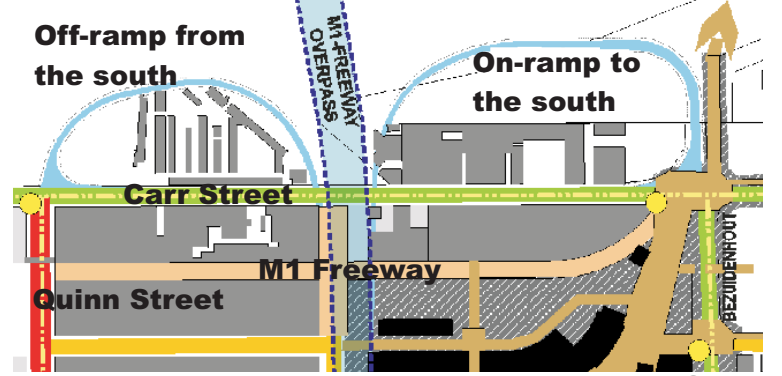 Off-ramp from
the south
M1-FREEWAY
OVERPASS
On-ramp to
the south
Carr Street
M1 Freeway
Quinn Street
BEZUIDENHOUT